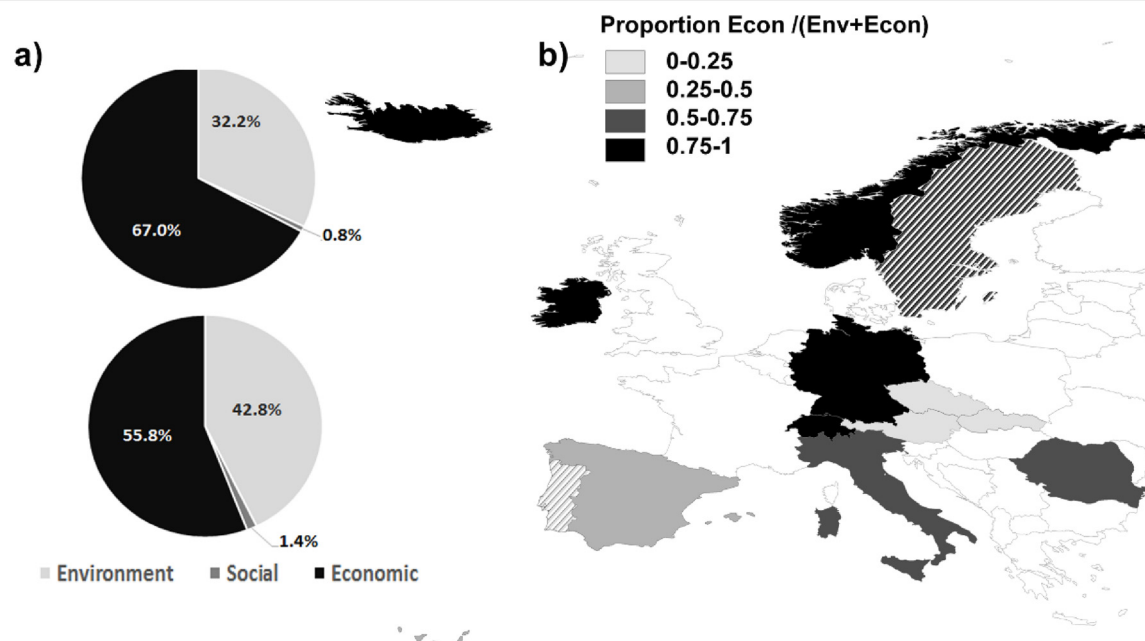 a)
32.2%
67.0%
0.8%
42.8%
55.8%
1.4%
Environment Social Economic
b)
Proportion Econ /(Env+Econ)
0-0.25
0.25-0.5
0.5-0.75
0.75-1